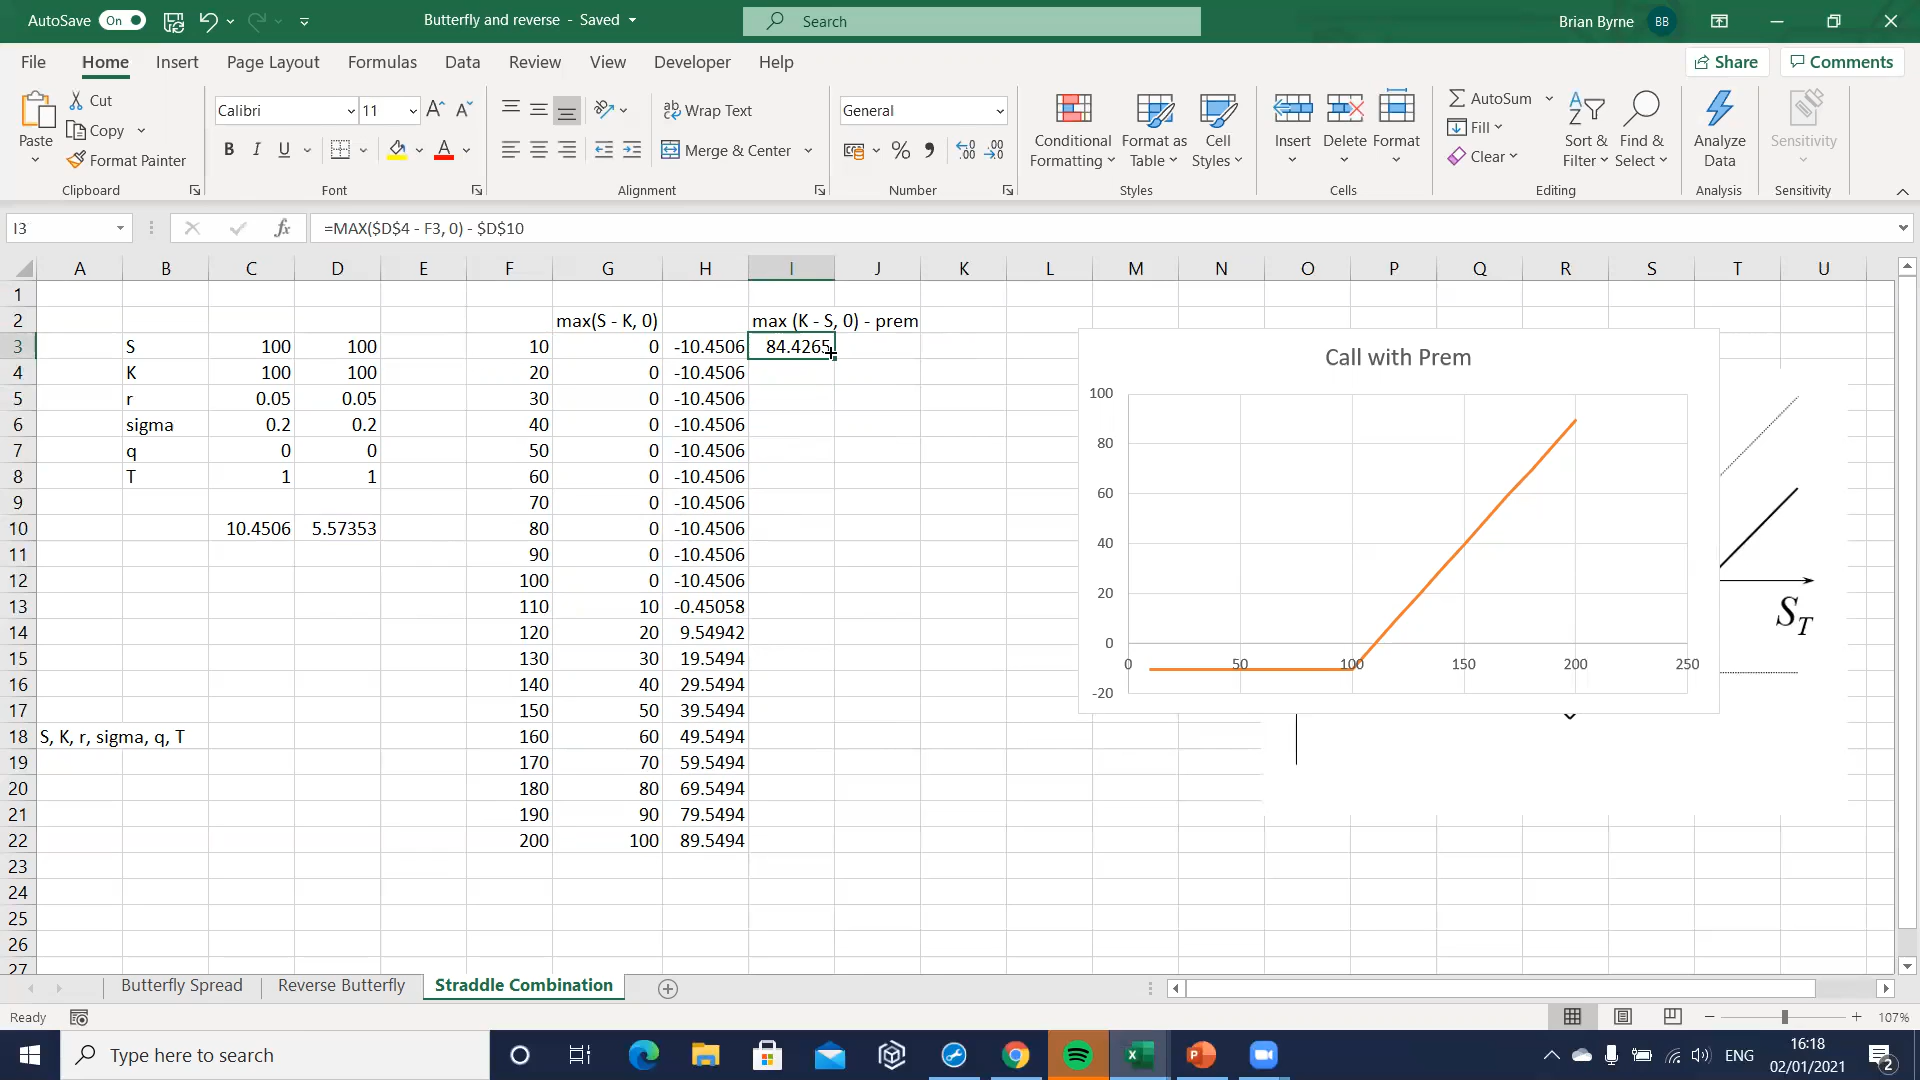 AutoSave On Butterfly and reverse - Saved Search Brian Byrne BB
File Home Insert Page Layout Formulas Data Review View Developer Help Share Comments
Paste Cut Copy Format Painter Clipboard
Calibri 11 B I U A Font
Wrap Text Merge & Center Alignment
General % Number
Conditional Formatting Format as Table Cell Styles Styles
Insert Delete Format Cells
AutoSum Fill Clear Sort & Filter Find & Select Editing
Analyze Data Analysis
Sensitivity Sensitivity
I3 fx =MAX($D$4 - F3, 0) - $D$10
A B C D E F G H I J K L M N O P Q R S T U
1
2 max(S - K, 0) max (K - S, 0) - prem
3 S 100 100 10 0 -10.4506 84.4265
4 K 100 100 20 0 -10.4506
5 r 0.05 0.05 30 0 -10.4506
6 sigma 0.2 0.2 40 0 -10.4506
7 q 0 0 50 0 -10.4506
8 T 1 1 60 0 -10.4506
9 70 0 -10.4506
10 10.4506 5.57353 80 0 -10.4506
11 90 0 -10.4506
12 100 0 -10.4506
13 110 10 -0.45058
14 120 20 9.54942
15 130 30 19.5494
16 140 40 29.5494
17 150 50 39.5494
18 S, K, r, sigma, q, T 160 60 49.5494
19 170 70 59.5494
20 180 80 69.5494
21 190 90 79.5494
22 200 100 89.5494
23
24
25
26
27
Call with Prem
100
80
60
40
20
0
-20
0 50 100 150 200 250
S_T
Butterfly Spread Reverse Butterfly Straddle Combination
Ready 107%
Type here to search ENG 16:18
02/01/2021 2